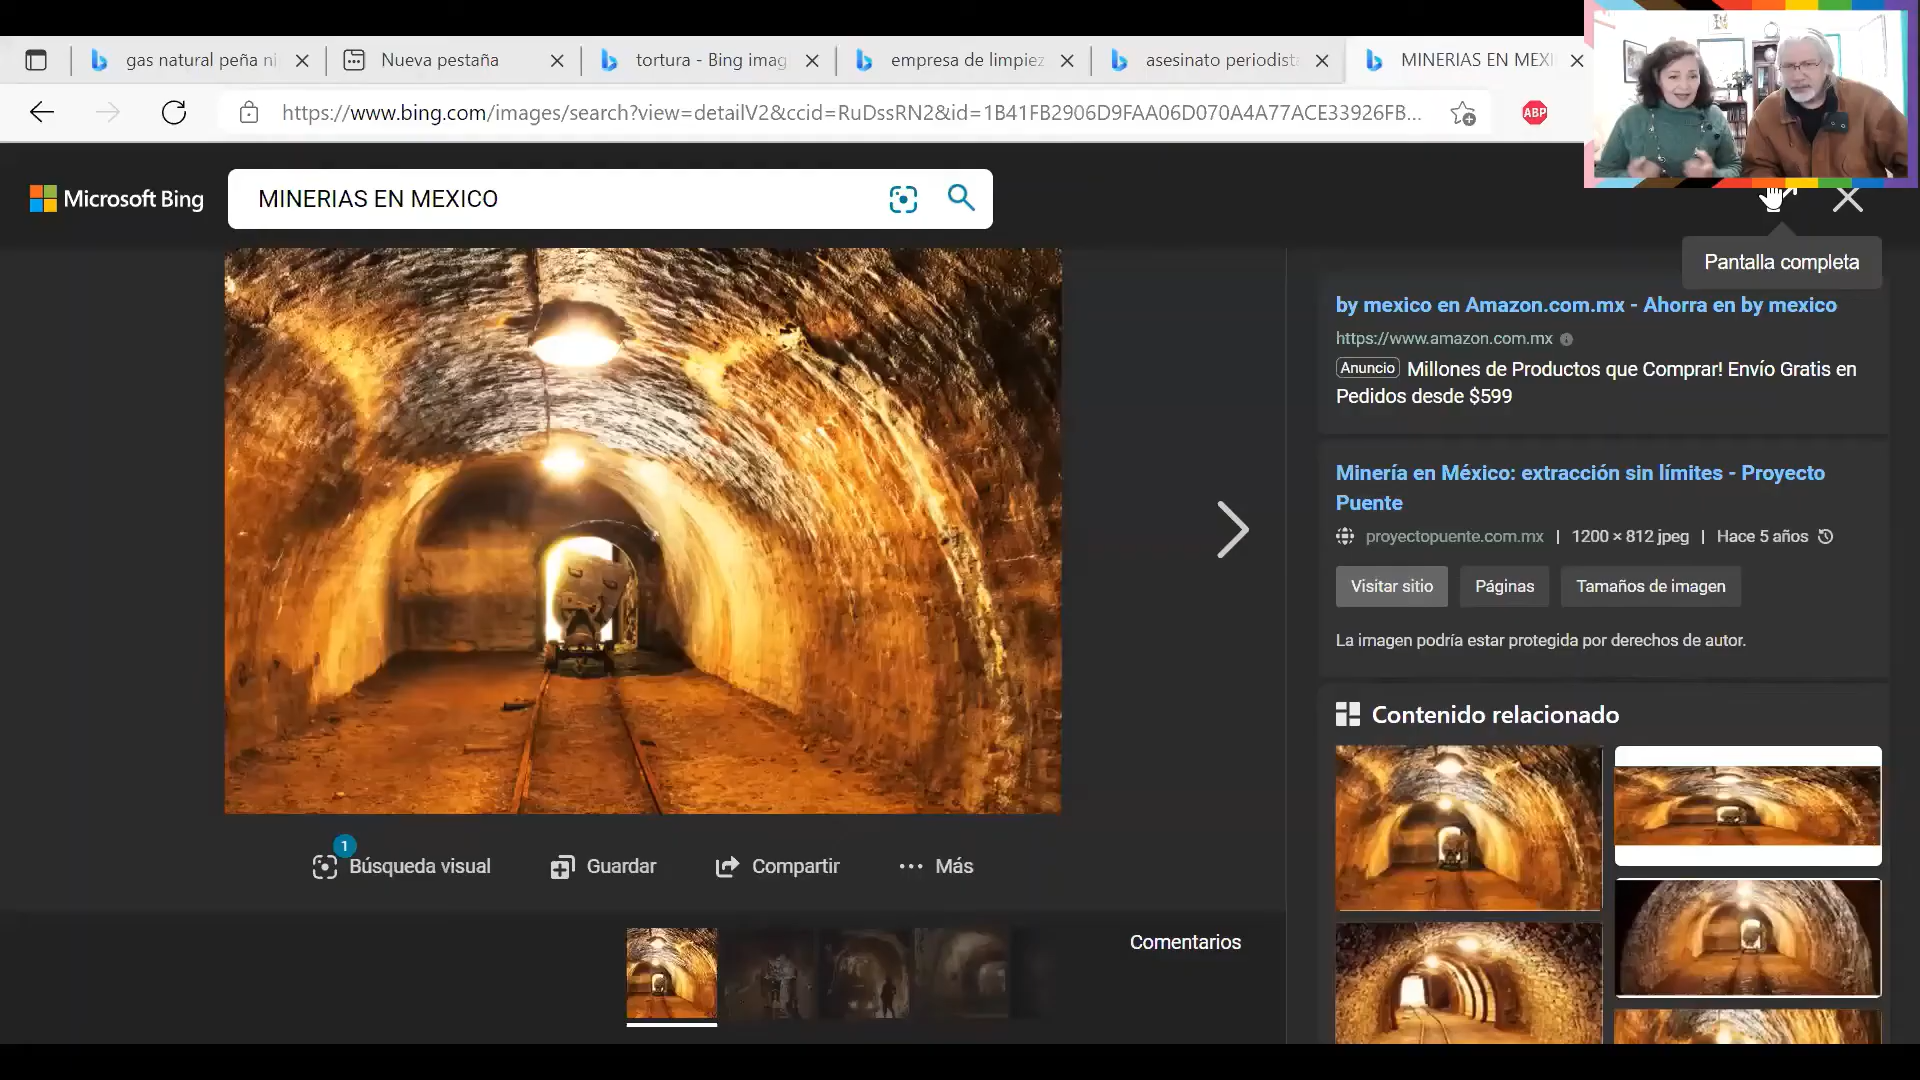 gas natural peña ni
Nueva pestaña
tortura - Bing imag
empresa de limpiez
asesinato periodist
MINERIAS EN MEXI
https://www.bing.com/images/search?view=detailV2&ccid=RuDssRN2&id=1B41FB2906D9FAA06D070A4A77ACE33926FB...
ABP
Microsoft Bing
MINERIAS EN MEXICO
Pantalla completa
by mexico en Amazon.com.mx - Ahorra en by mexico
https://www.amazon.com.mx
Anuncio Millones de Productos que Comprar! Envío Gratis en
Pedidos desde $599
Minería en México: extracción sin límites - Proyecto
Puente
proyectopuente.com.mx | 1200 × 812 jpeg | Hace 5 años
Visitar sitio
Páginas
Tamaños de imagen
La imagen podría estar protegida por derechos de autor.
Contenido relacionado
1
Búsqueda visual
Guardar
Compartir
Más
Comentarios